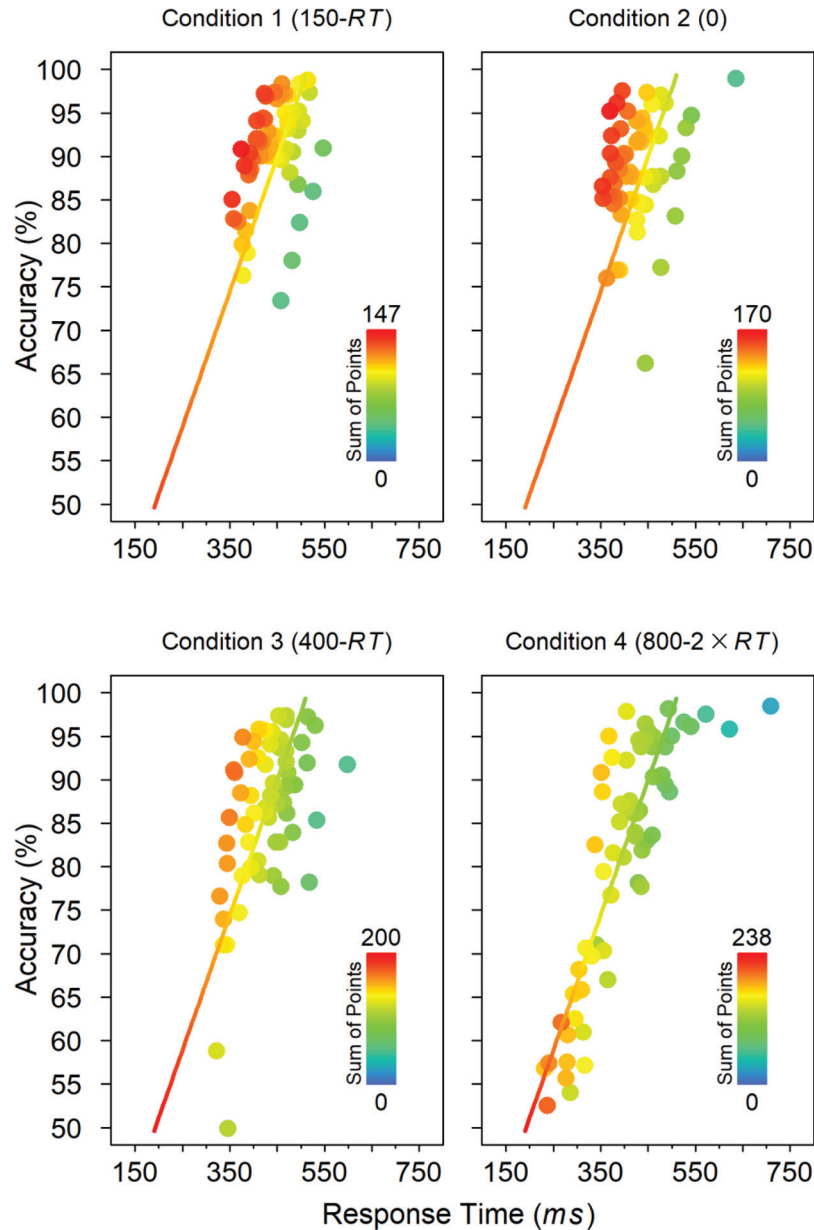 Condition 1 (150-RT)
Condition 2 (0)
Accuracy (%)
100
95
90
85
80
75
70
65
60
55
50
147
Sum of Points
0
170
Sum of Points
0
150 350 550 750
150 350 550 750
Condition 3 (400-RT)
Condition 4 (800-2 × RT)
Accuracy (%)
100
95
90
85
80
75
70
65
60
55
50
200
Sum of Points
0
238
Sum of Points
0
150 350 550 750
150 350 550 750
Response Time (ms)